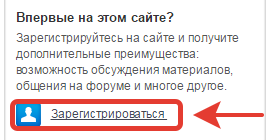 Впервые на этом сайте?
Зарегистрируйтесь на сайте и получите
дополнительные преимущества:
возможность обсуждения материалов,
общения на форуме и многое другое.
Зарегистрироваться